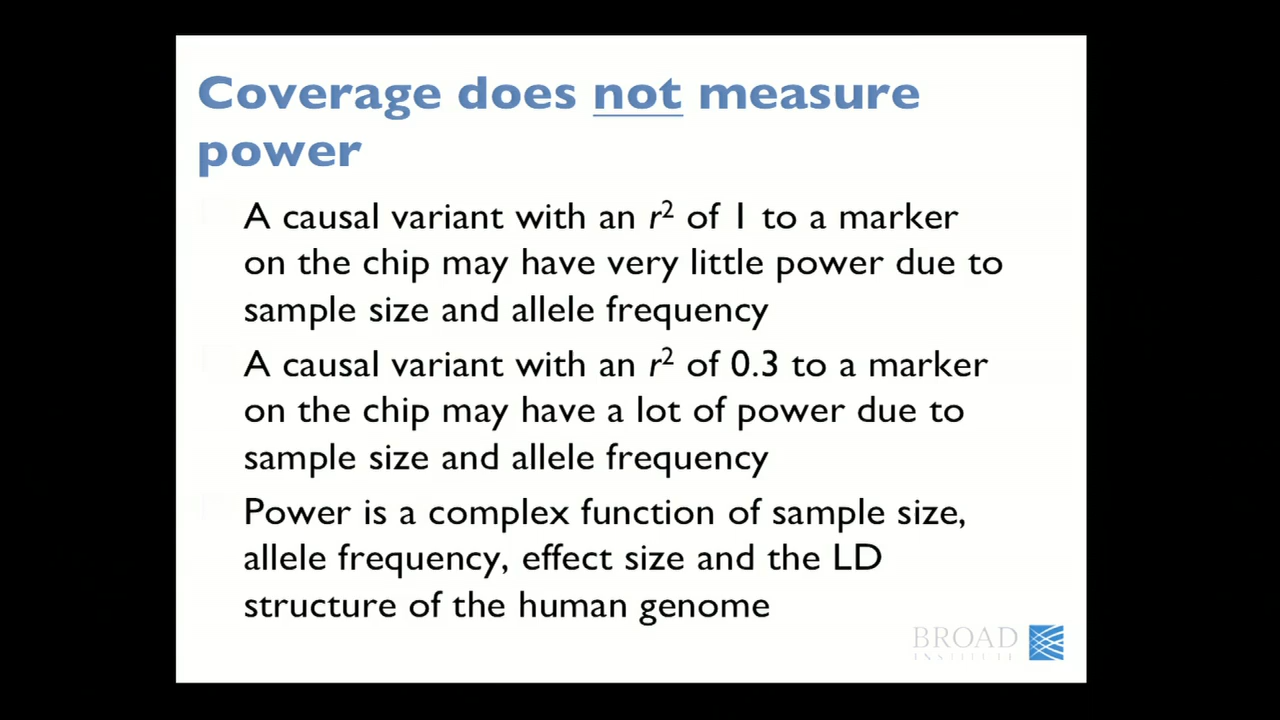 Coverage does not measure
power
A causal variant with an r² of 1 to a marker
on the chip may have very little power due to
sample size and allele frequency
A causal variant with an r² of 0.3 to a marker
on the chip may have a lot of power due to
sample size and allele frequency
Power is a complex function of sample size,
allele frequency, effect size and the LD
structure of the human genome
BROAD
INSTITUTE